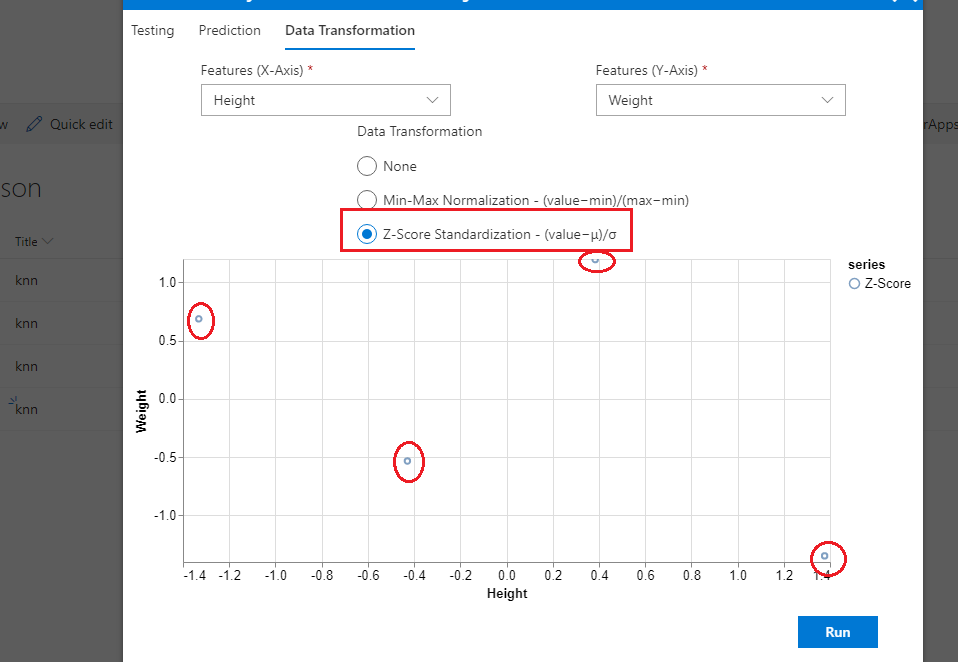 Testing Prediction Data Transformation
Features (X-Axis) * Features (Y-Axis) *
Height Weight
w Quick edit rApps
Data Transformation
None
son
Min-Max Normalization - (value−min)/(max−min)
Title
Z-Score Standardization - (value−μ)/σ
series
knn
1.0
Z-Score
knn
0.5
knn
0.0
knn
Weight
-0.5
-1.0
-1.4 -1.2 -1.0 -0.8 -0.6 -0.4 -0.2 0.0 0.2 0.4 0.6 0.8 1.0 1.2 1.4
Height
Run